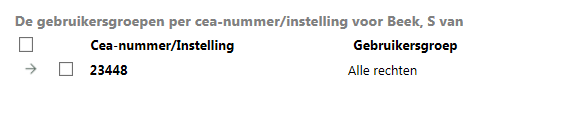 De gebruikersgroepen per cea-nummer/instelling voor Beek, S van
Cea-nummer/Instelling Gebruikersgroep
23448 Alle rechten